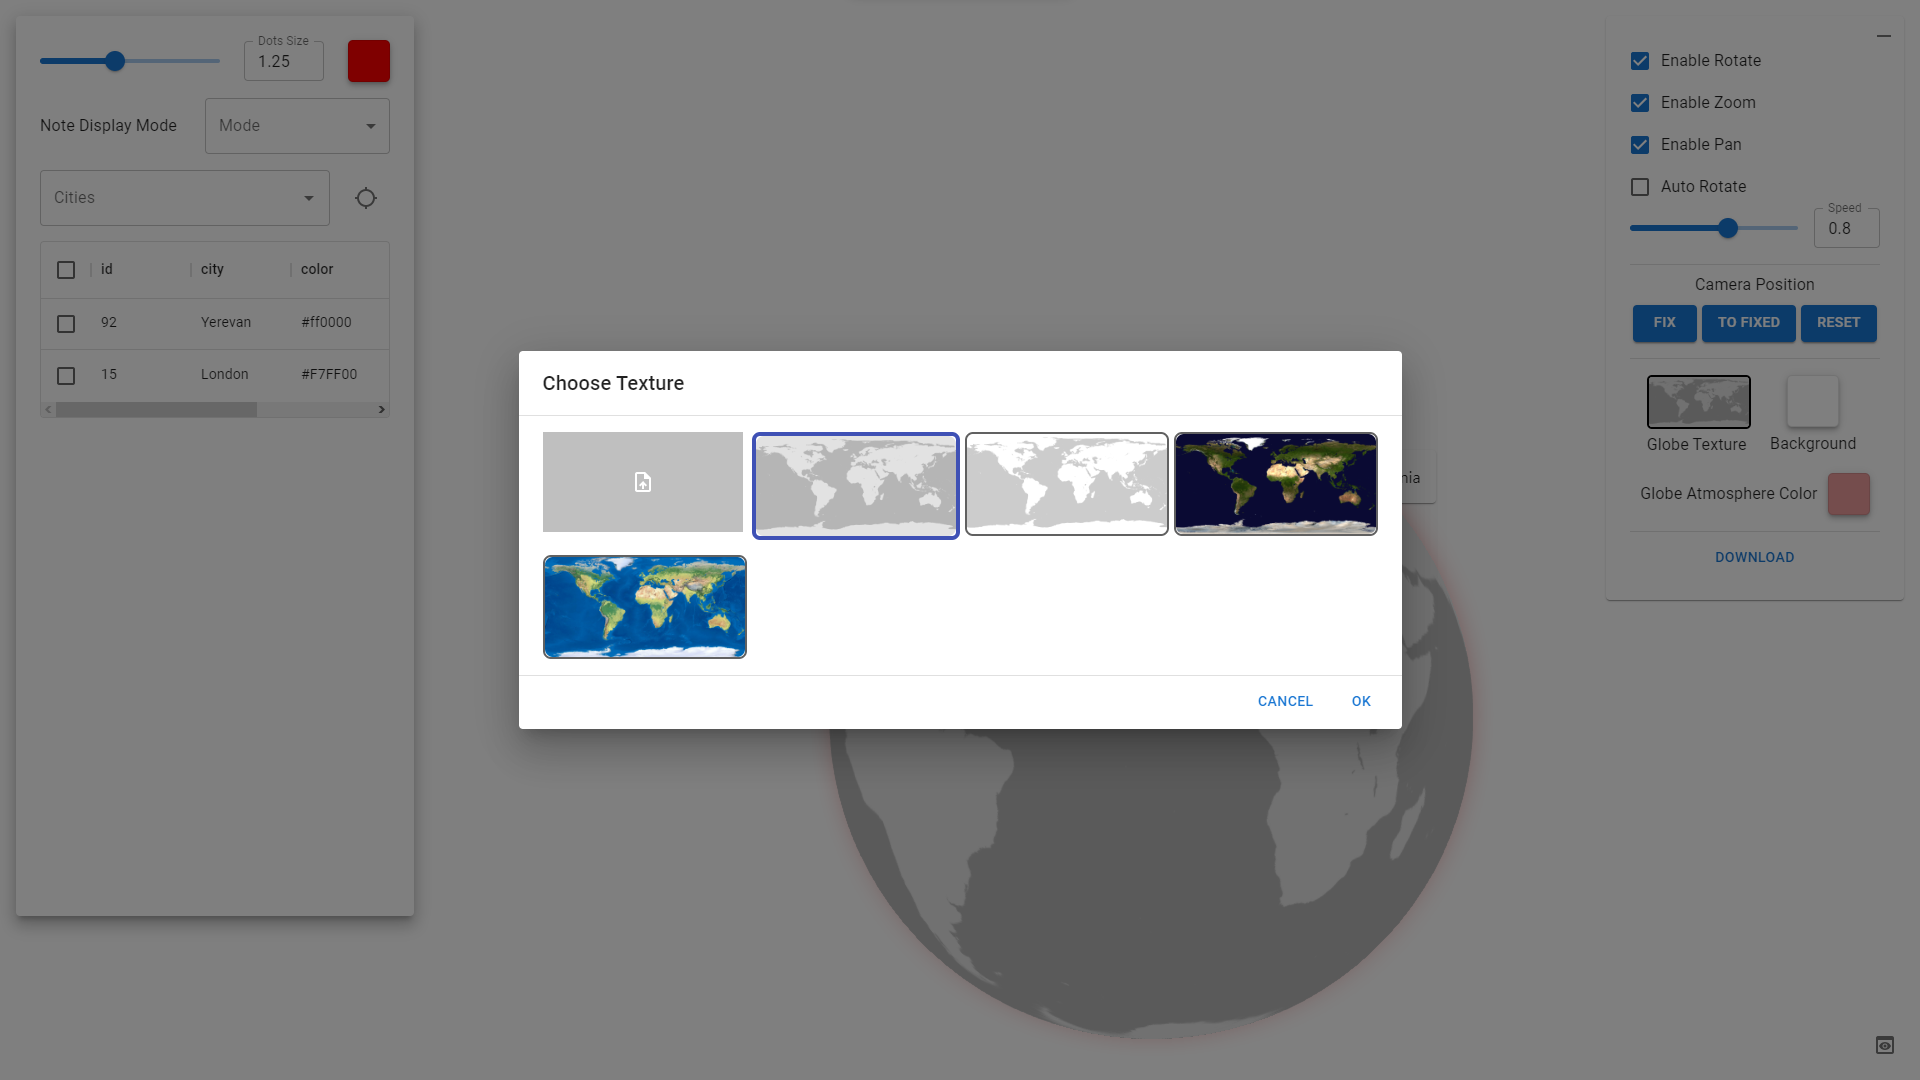 Dots Size
1.25
Note Display Mode
Mode
Cities
id city color
92 Yerevan #ff0000
15 London #F7FF00
Choose Texture
CANCEL OK
Enable Rotate
Enable Zoom
Enable Pan
Auto Rotate
Speed
0.8
Camera Position
FIX TO FIXED RESET
Globe Texture Background
Globe Atmosphere Color
DOWNLOAD